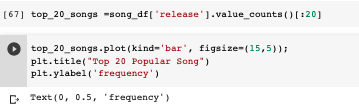 [67] top_20_songs =song_df['release'].value_counts()[:20]
top_20_songs.plot(kind='bar', figsize=(15,5));
plt.title("Top 20 Popular Song")
plt.ylabel('frequency')
Text(0, 0.5, 'frequency')